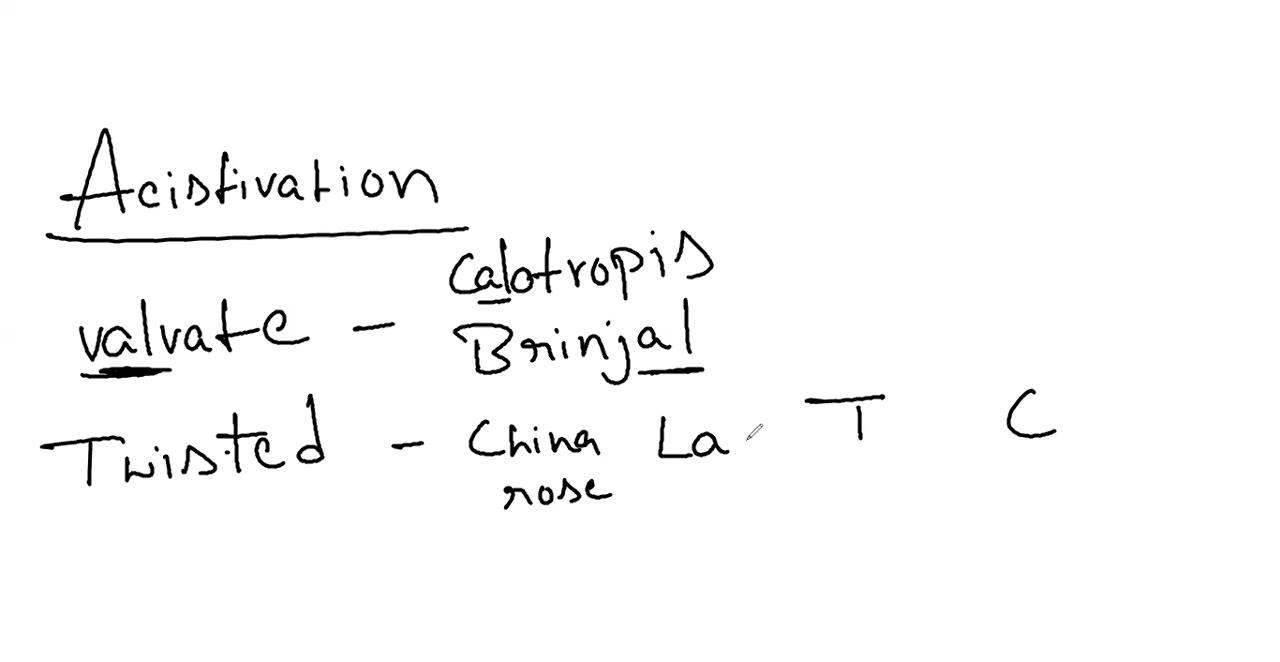 Acistivation
valvate - Calotropis
Brinjal
Twisted - China La T C
rose